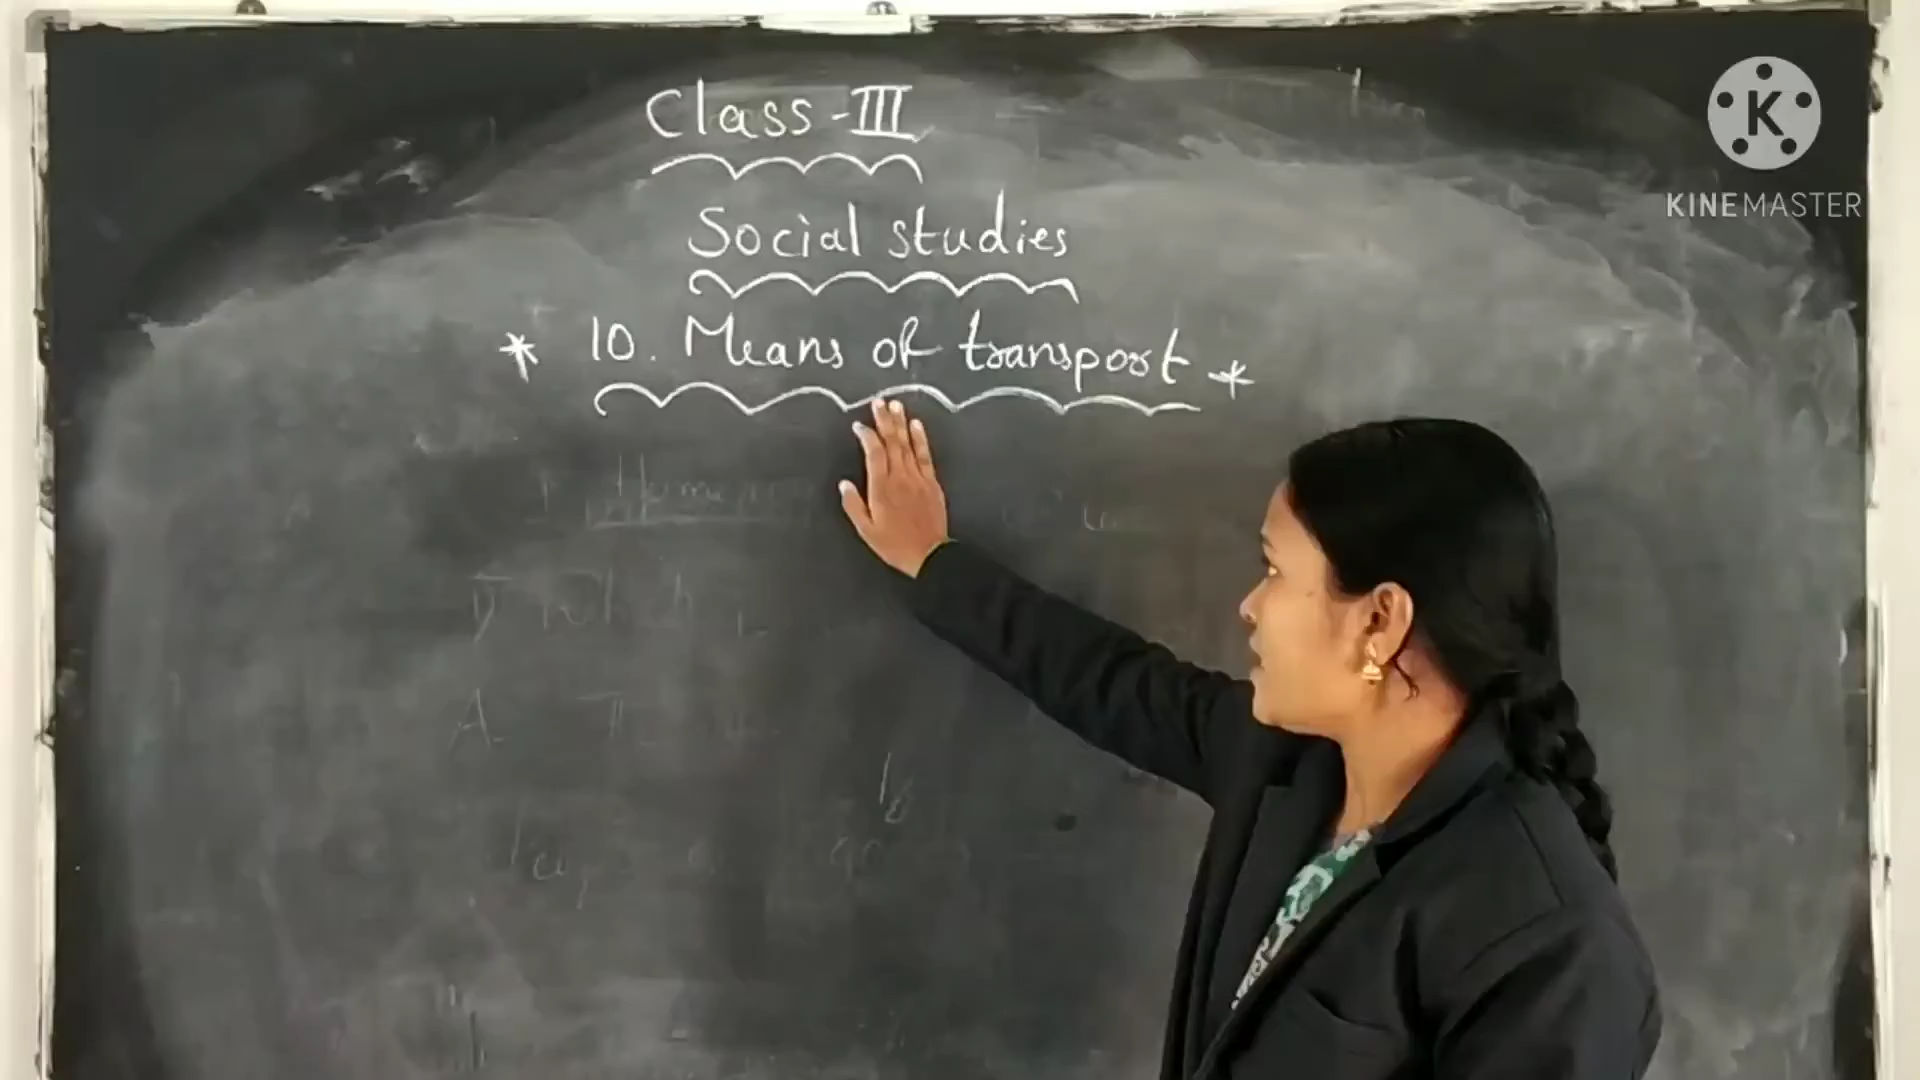 Class-III
Social studies
* 10. Means of transport *
KINEMASTER